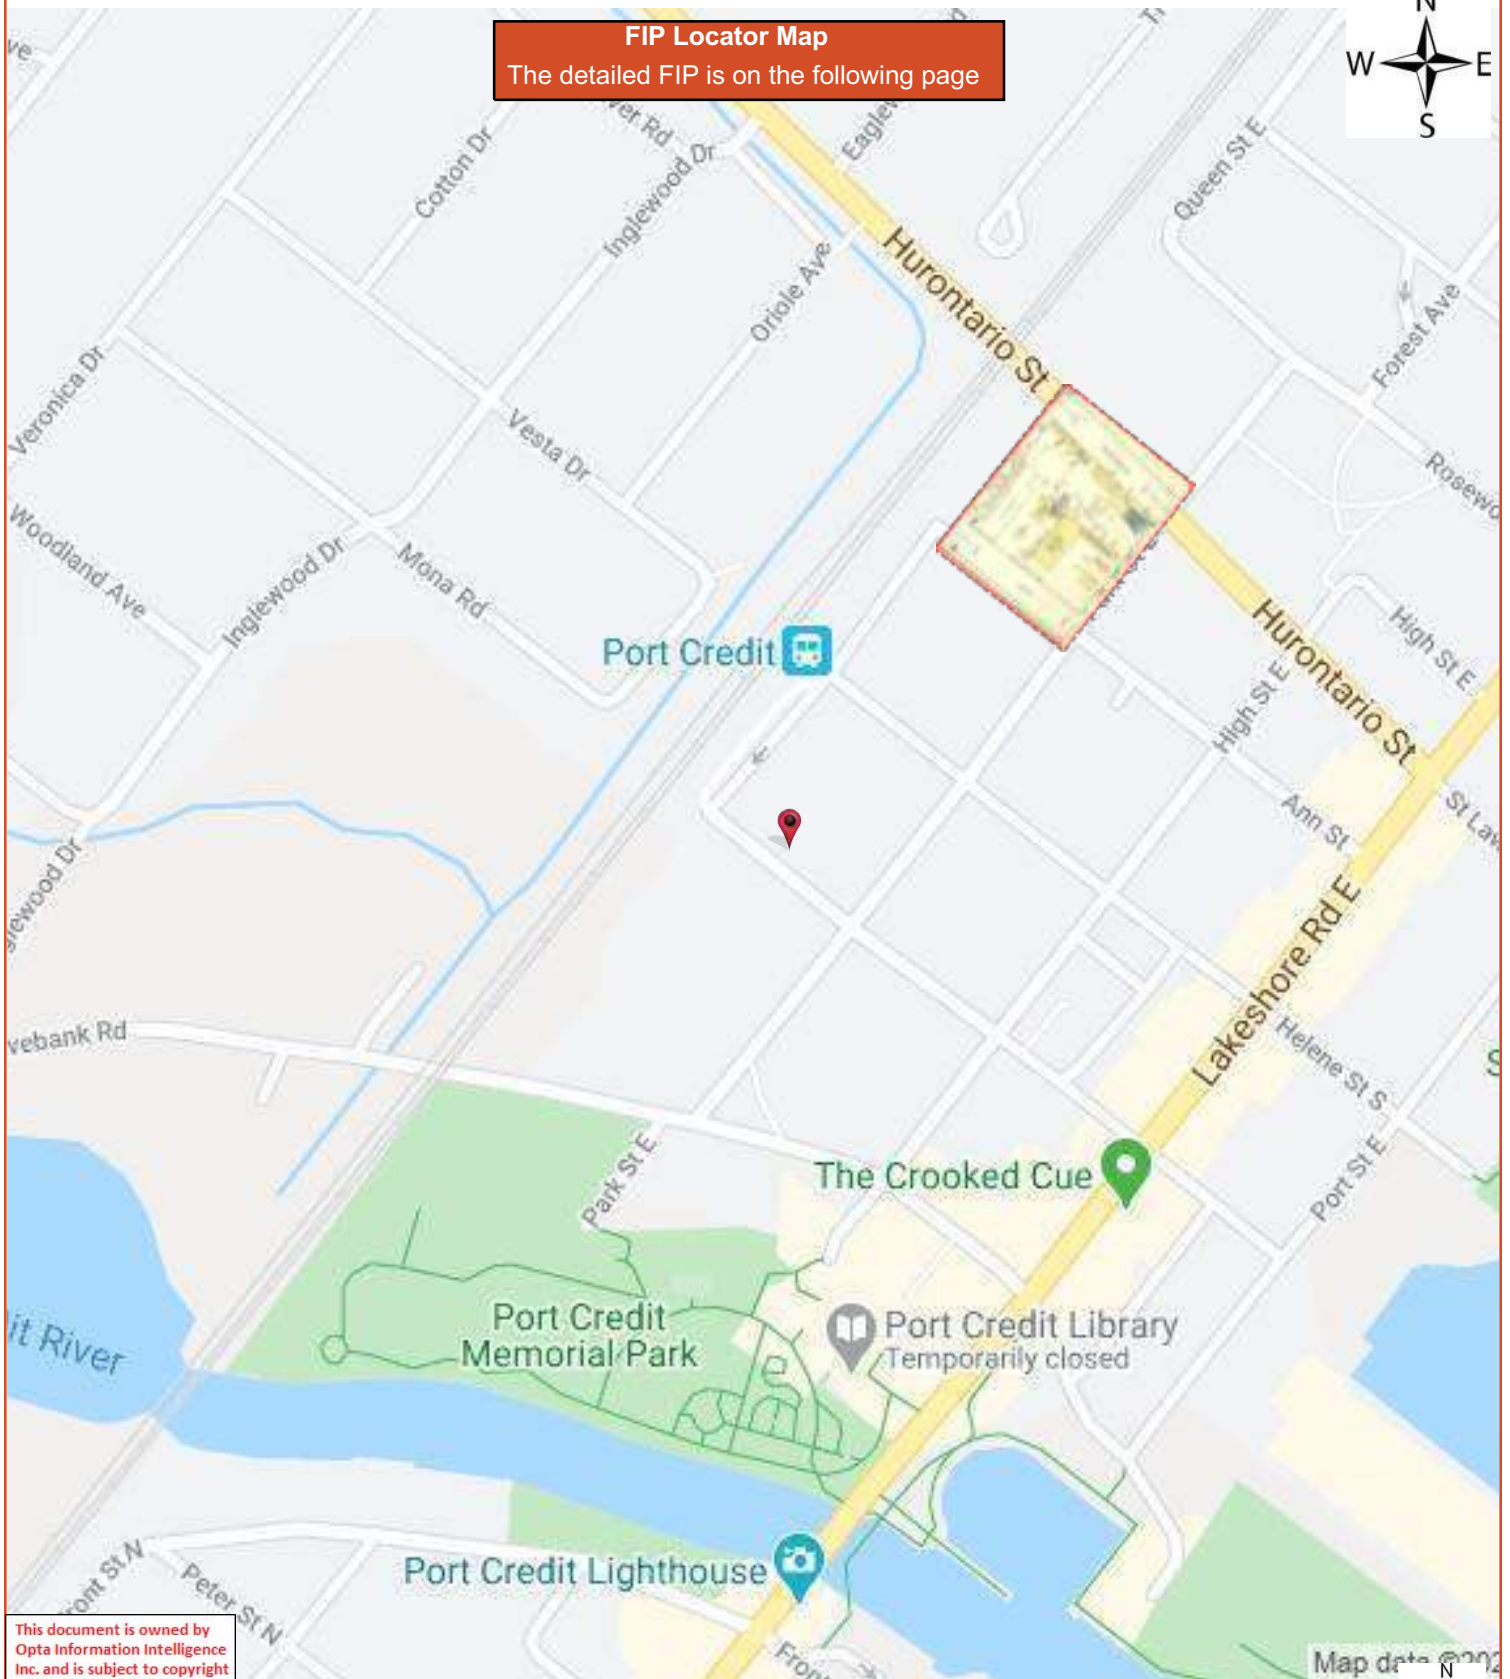 N
FIP Locator Map
The detailed FIP is on the following page
W
E
S
Cotton Dr
Inglewood Dr
Queen St E
Oriole Ave
Hurontario St
Forest Ave
Veronica Dr
Vesta Dr
Woodland Ave
Inglewood Dr
Mona Rd
Port Credit
Hurontario St
High St E
High St E
Ann St
Lakeshore Rd E
Helene St S
Park St E
The Crooked Cue
Port St E
Port Credit
Memorial Park
Port Credit Library
Temporarily closed
River
Port Credit Lighthouse
Peter St N
This document is owned by
Opta Information Intelligence
Inc. and is subject to copyright
Map data
N